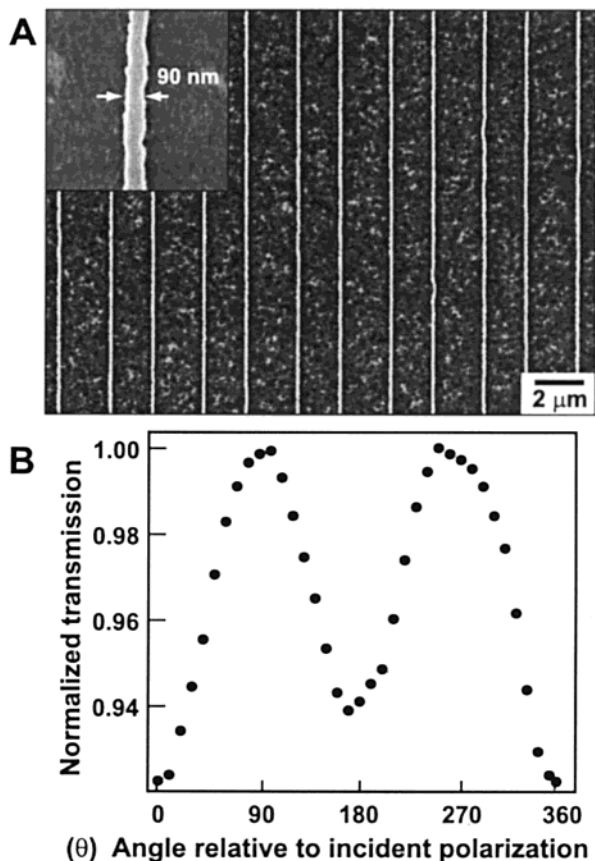 A
90 nm
2 μm
B
Normalized transmission
1.00
0.98
0.96
0.94
0 90 180 270 360
(θ) Angle relative to incident polarization